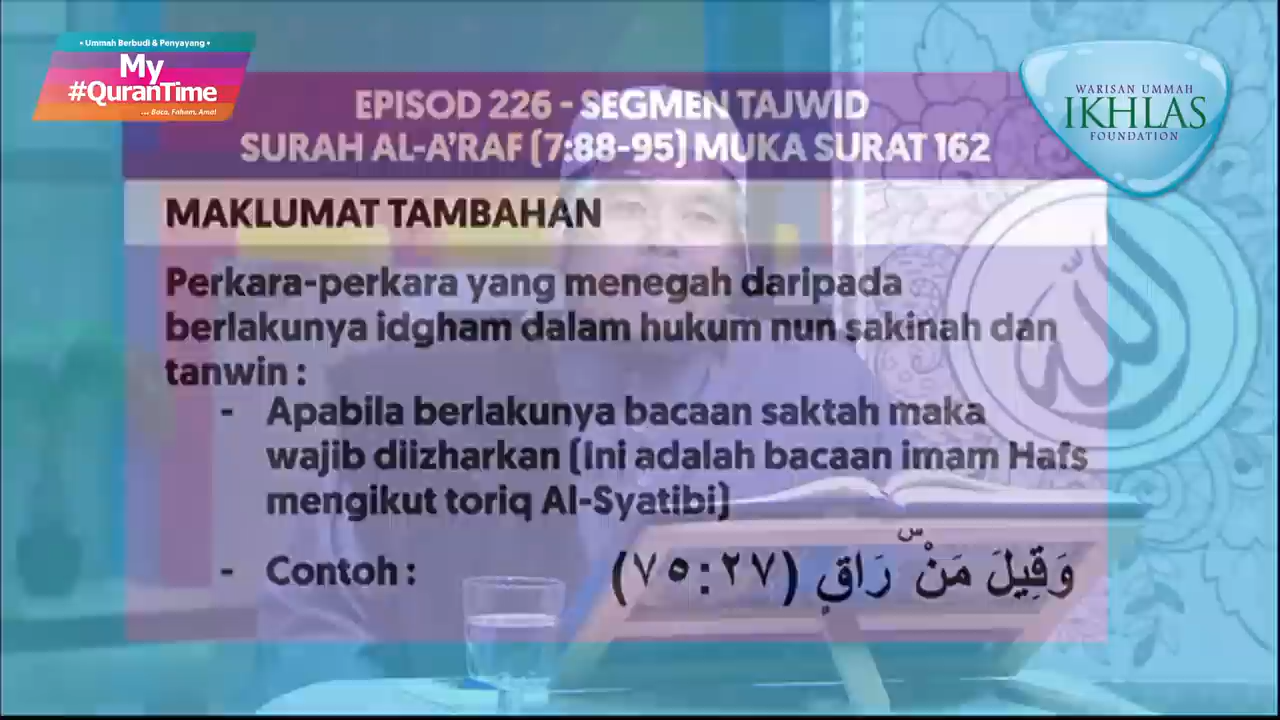 • Ummah Berbudi & Penyayang •
My
#QuranTime
... Baca, Faham, Amal
WARISAN UMMAH
IKHLAS
FOUNDATION
EPISOD 226 - SEGMEN TAJWID
SURAH AL-A'RAF (7:88-95) MUKA SURAT 162
MAKLUMAT TAMBAHAN
Perkara-perkara yang menegah daripada
berlakunya idgham dalam hukum nun sakinah dan
tanwin :
- Apabila berlakunya bacaan saktah maka
wajib diizharkan (Ini adalah bacaan imam Hafs
mengikut toriq Al-Syatibi)
- Contoh : وَقِيلَ مَنْۜ رَاقٍ (٧٥:٢٧)
الله